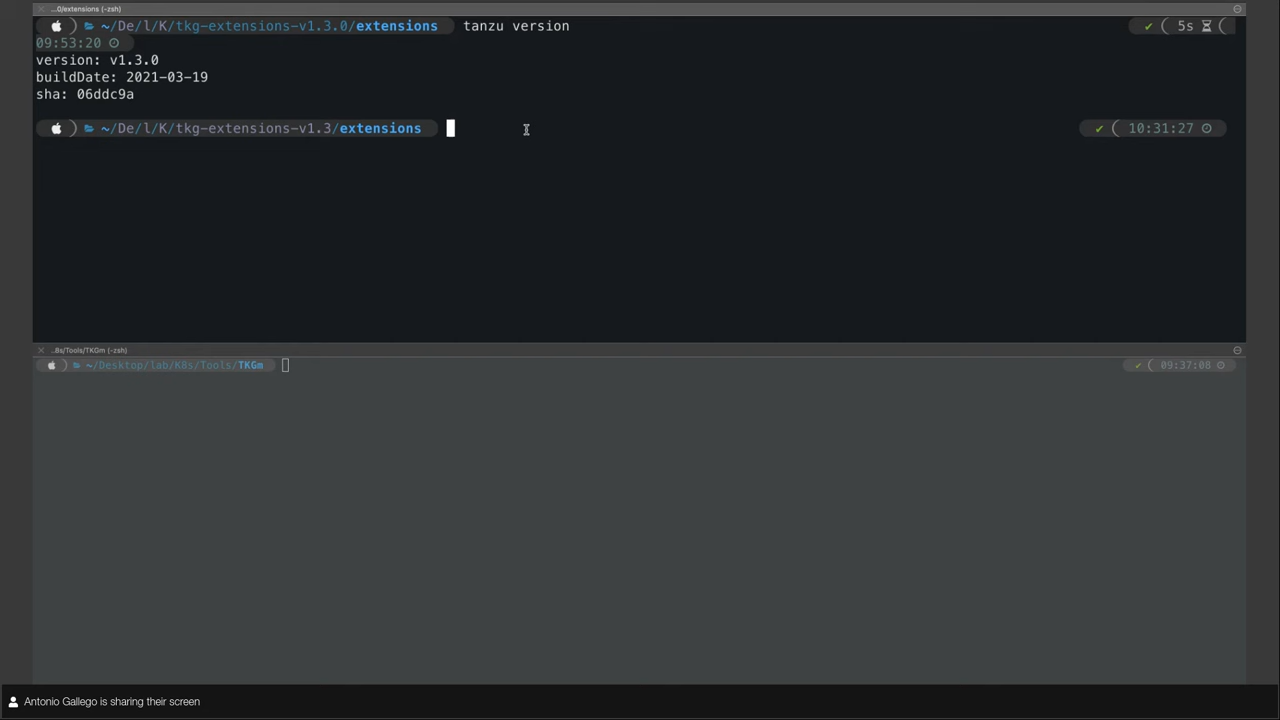 ...0/extensions (-zsh)
~/De/l/K/tkg-extensions-v1.3.0/extensions tanzu version ✔ ( 5s ⌛ (
09:53:20
version: v1.3.0
buildDate: 2021-03-19
sha: 06ddc9a
~/De/l/K/tkg-extensions-v1.3/extensions ✔ ( 10:31:27
..8s/Tools/TKGm (-zsh)
~/Desktop/lab/K8s/Tools/TKGm ✔ ( 09:37:08
Antonio Gallego is sharing their screen